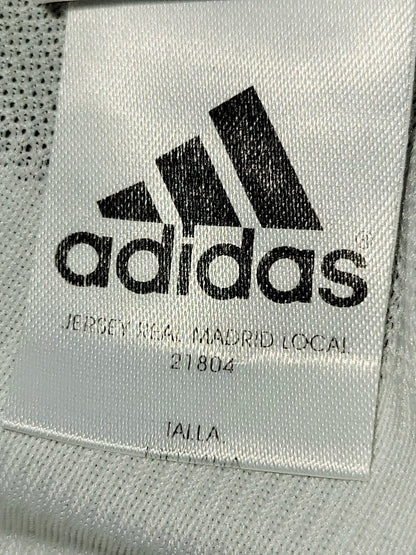 adidas®
JERSEY REAL MADRID LOCAL
21804
TALLA